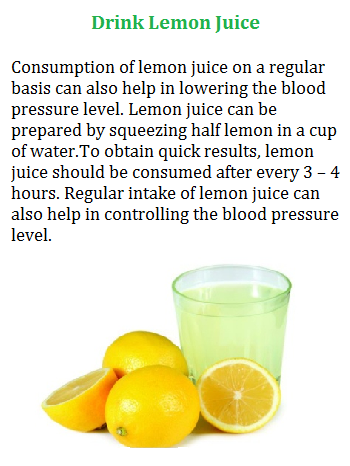 Drink Lemon Juice
Consumption of lemon juice on a regular
basis can also help in lowering the blood
pressure level. Lemon juice can be
prepared by squeezing half lemon in a cup
of water.To obtain quick results, lemon
juice should be consumed after every 3 – 4
hours. Regular intake of lemon juice can
also help in controlling the blood pressure
level.